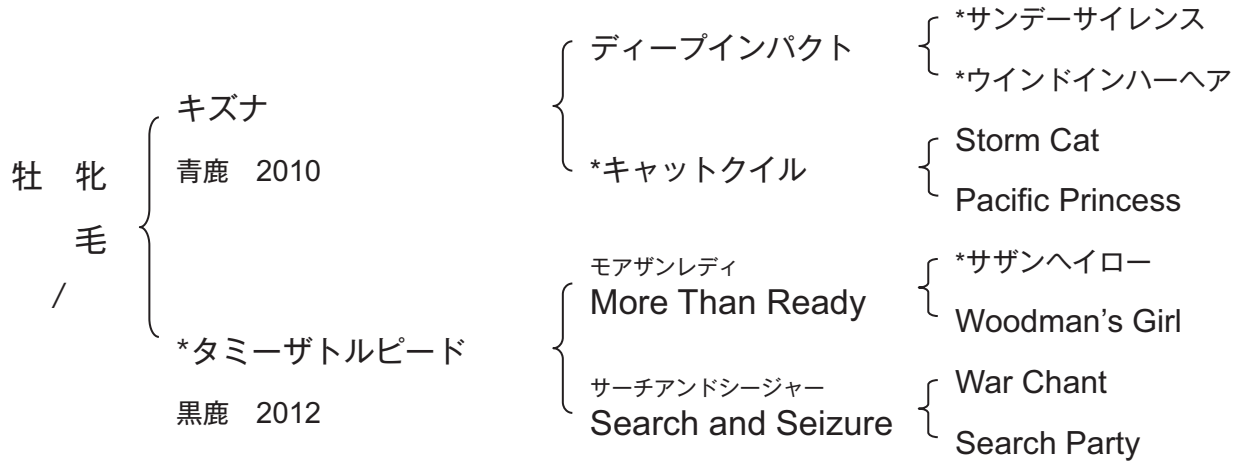 牡　牝
毛
/
キズナ
青鹿　2010
*タミーザトルピード
黒鹿　2012
ディープインパクト
*キャットクイル
モアザンレディ
More Than Ready
サーチアンドシージャー
Search and Seizure
*サンデーサイレンス
*ウインドインハーヘア
Storm Cat
Pacific Princess
*サザンヘイロー
Woodman’s Girl
War Chant
Search Party